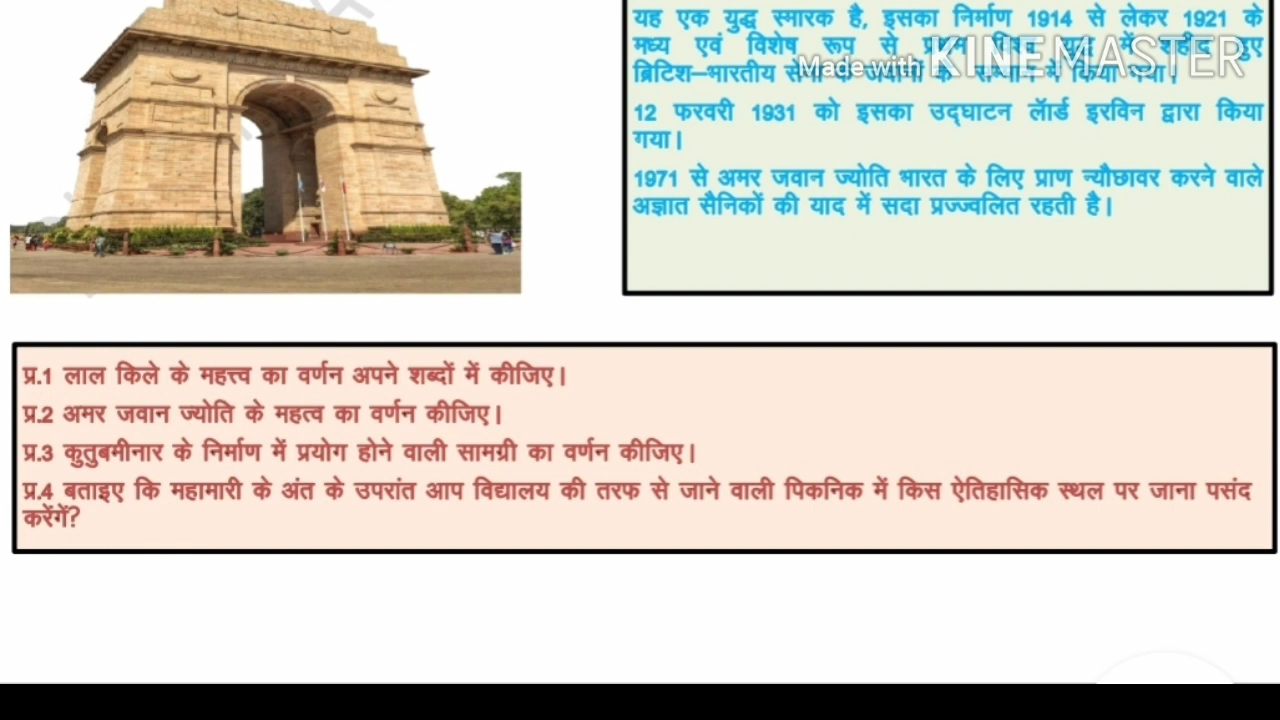 यह एक युद्ध स्मारक है, इसका निर्माण 1914 से लेकर 1921 के
मध्य एवं विशेष रूप से में शहीद हुए
Made with KINEMASTER
ब्रिटिश–भारतीय में किया गया।
12 फरवरी 1931 को इसका उद्घाटन लॅार्ड इरविन द्वारा किया
गया।
1971 से अमर जवान ज्योति भारत के लिए प्राण न्यौछावर करने वाले
अज्ञात सैनिकों की याद में सदा प्रज्ज्वलित रहती है।
प्र.1 लाल किले के महत्त्व का वर्णन अपने शब्दों में कीजिए।
प्र.2 अमर जवान ज्योति के महत्व का वर्णन कीजिए।
प्र.3 कुतुबमीनार के निर्माण में प्रयोग होने वाली सामग्री का वर्णन कीजिए।
प्र.4 बताइए कि महामारी के अंत के उपरांत आप विद्यालय की तरफ से जाने वाली पिकनिक में किस ऐतिहासिक स्थल पर जाना पसंद
करेंगें?